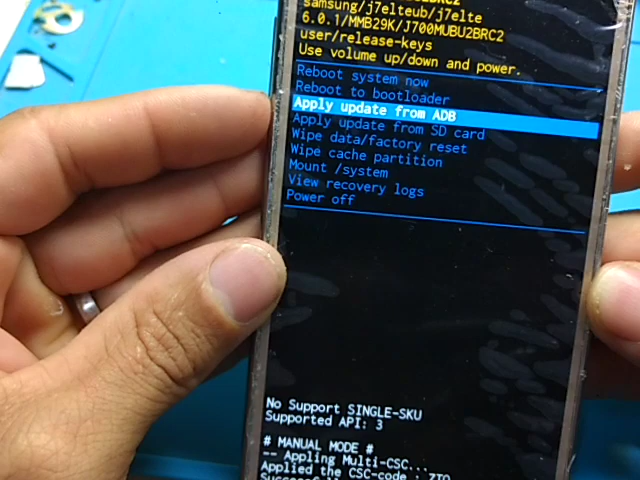 samsung/j7elteub/j7elte
6.0.1/MMB29K/J700MUBU2BRC2
user/release-keys
Use volume up/down and power.
Reboot system now
Reboot to bootloader
Apply update from ADB
Apply update from SD card
Wipe data/factory reset
Wipe cache partition
Mount /system
View recovery logs
Power off
No Support SINGLE-SKU
Supported API: 3
# MANUAL MODE #
-- Appling Multi-CSC...
Applied the CSC-code : ZTO